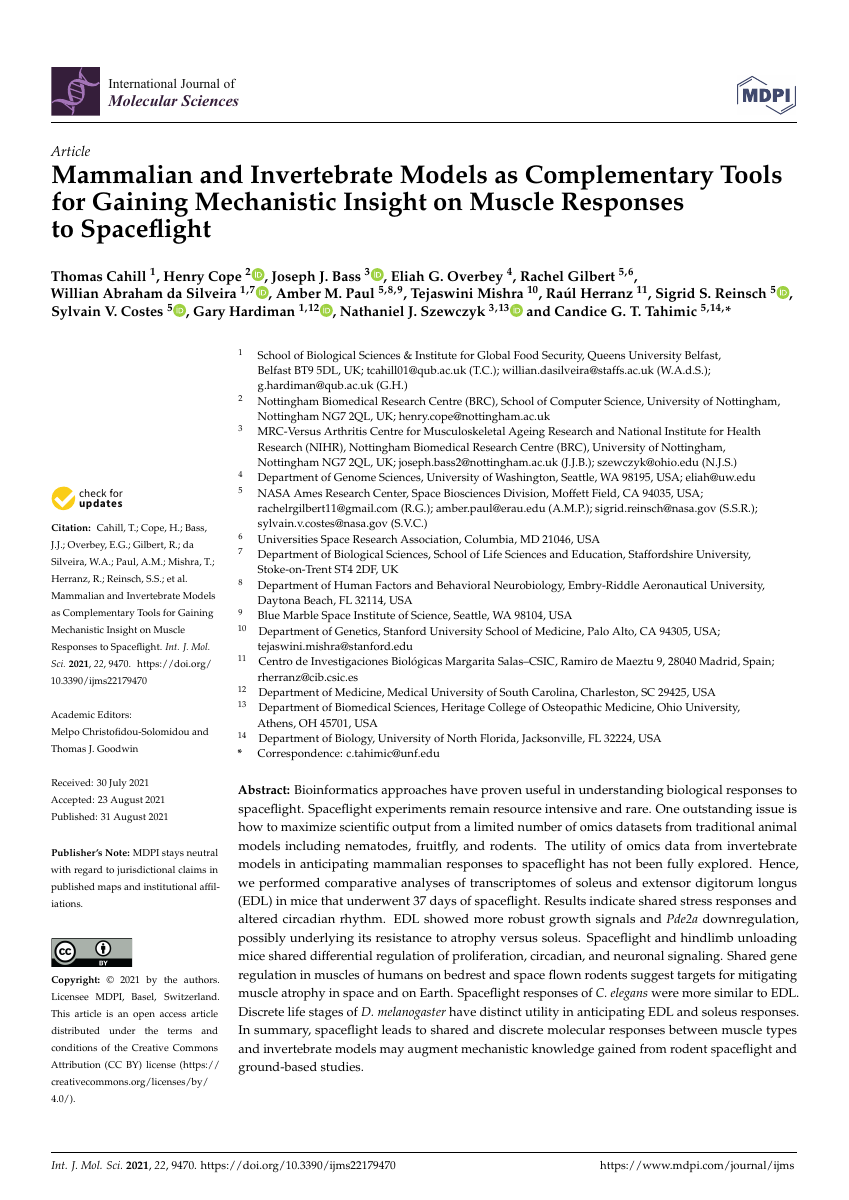 International Journal of
Molecular Sciences
MDPI
Article
Mammalian and Invertebrate Models as Complementary Tools
for Gaining Mechanistic Insight on Muscle Responses
to Spaceflight
Thomas Cahill 1, Henry Cope 2, Joseph J. Bass 3, Eliah G. Overbey 4, Rachel Gilbert 5,6,
Willian Abraham da Silveira 1,7, Amber M. Paul 5,8,9, Tejaswini Mishra 10, Raúl Herranz 11, Sigrid S. Reinsch 5,
Sylvain V. Costes 5, Gary Hardiman 1,12, Nathaniel J. Szewczyk 3,13 and Candice G. T. Tahimic 5,14,*
1 School of Biological Sciences & Institute for Global Food Security, Queens University Belfast,
Belfast BT9 5DL, UK; tcahill01@qub.ac.uk (T.C.); willian.dasilveira@staffs.ac.uk (W.A.d.S.);
g.hardiman@qub.ac.uk (G.H.)
2 Nottingham Biomedical Research Centre (BRC), School of Computer Science, University of Nottingham,
Nottingham NG7 2QL, UK; henry.cope@nottingham.ac.uk
3 MRC-Versus Arthritis Centre for Musculoskeletal Ageing Research and National Institute for Health
Research (NIHR), Nottingham Biomedical Research Centre (BRC), University of Nottingham,
Nottingham NG7 2QL, UK; joseph.bass2@nottingham.ac.uk (J.J.B.); szewczyk@ohio.edu (N.J.S.)
4 Department of Genome Sciences, University of Washington, Seattle, WA 98195, USA; eliah@uw.edu
5 NASA Ames Research Center, Space Biosciences Division, Moffett Field, CA 94035, USA;
rachelrgilbert11@gmail.com (R.G.); amber.paul@erau.edu (A.M.P.); sigrid.reinsch@nasa.gov (S.S.R.);
sylvain.v.costes@nasa.gov (S.V.C.)
6 Universities Space Research Association, Columbia, MD 21046, USA
7 Department of Biological Sciences, School of Life Sciences and Education, Staffordshire University,
Stoke-on-Trent ST4 2DF, UK
8 Department of Human Factors and Behavioral Neurobiology, Embry-Riddle Aeronautical University,
Daytona Beach, FL 32114, USA
9 Blue Marble Space Institute of Science, Seattle, WA 98104, USA
10 Department of Genetics, Stanford University School of Medicine, Palo Alto, CA 94305, USA;
tejaswini.mishra@stanford.edu
11 Centro de Investigaciones Biológicas Margarita Salas–CSIC, Ramiro de Maeztu 9, 28040 Madrid, Spain;
rherranz@cib.csic.es
12 Department of Medicine, Medical University of South Carolina, Charleston, SC 29425, USA
13 Department of Biomedical Sciences, Heritage College of Osteopathic Medicine, Ohio University,
Athens, OH 45701, USA
14 Department of Biology, University of North Florida, Jacksonville, FL 32224, USA
* Correspondence: c.tahimic@unf.edu
check for
updates
Citation: Cahill, T.; Cope, H.; Bass,
J.J.; Overbey, E.G.; Gilbert, R.; da
Silveira, W.A.; Paul, A.M.; Mishra, T.;
Herranz, R.; Reinsch, S.S.; et al.
Mammalian and Invertebrate Models
as Complementary Tools for Gaining
Mechanistic Insight on Muscle
Responses to Spaceflight. Int. J. Mol.
Sci. 2021, 22, 9470. https://doi.org/
10.3390/ijms22179470
Academic Editors:
Melpo Christofidou-Solomidou and
Thomas J. Goodwin
Received: 30 July 2021
Accepted: 23 August 2021
Published: 31 August 2021
Publisher's Note: MDPI stays neutral
with regard to jurisdictional claims in
published maps and institutional affil-
iations.
CC BY
Copyright: © 2021 by the authors.
Licensee MDPI, Basel, Switzerland.
This article is an open access article
distributed under the terms and
conditions of the Creative Commons
Attribution (CC BY) license (https://
creativecommons.org/licenses/by/
4.0/).
Abstract: Bioinformatics approaches have proven useful in understanding biological responses to
spaceflight. Spaceflight experiments remain resource intensive and rare. One outstanding issue is
how to maximize scientific output from a limited number of omics datasets from traditional animal
models including nematodes, fruitfly, and rodents. The utility of omics data from invertebrate
models in anticipating mammalian responses to spaceflight has not been fully explored. Hence,
we performed comparative analyses of transcriptomes of soleus and extensor digitorum longus
(EDL) in mice that underwent 37 days of spaceflight. Results indicate shared stress responses and
altered circadian rhythm. EDL showed more robust growth signals and Pde2a downregulation,
possibly underlying its resistance to atrophy versus soleus. Spaceflight and hindlimb unloading
mice shared differential regulation of proliferation, circadian, and neuronal signaling. Shared gene
regulation in muscles of humans on bedrest and space flown rodents suggest targets for mitigating
muscle atrophy in space and on Earth. Spaceflight responses of C. elegans were more similar to EDL.
Discrete life stages of D. melanogaster have distinct utility in anticipating EDL and soleus responses.
In summary, spaceflight leads to shared and discrete molecular responses between muscle types
and invertebrate models may augment mechanistic knowledge gained from rodent spaceflight and
ground-based studies.
Int. J. Mol. Sci. 2021, 22, 9470. https://doi.org/10.3390/ijms22179470
https://www.mdpi.com/journal/ijms